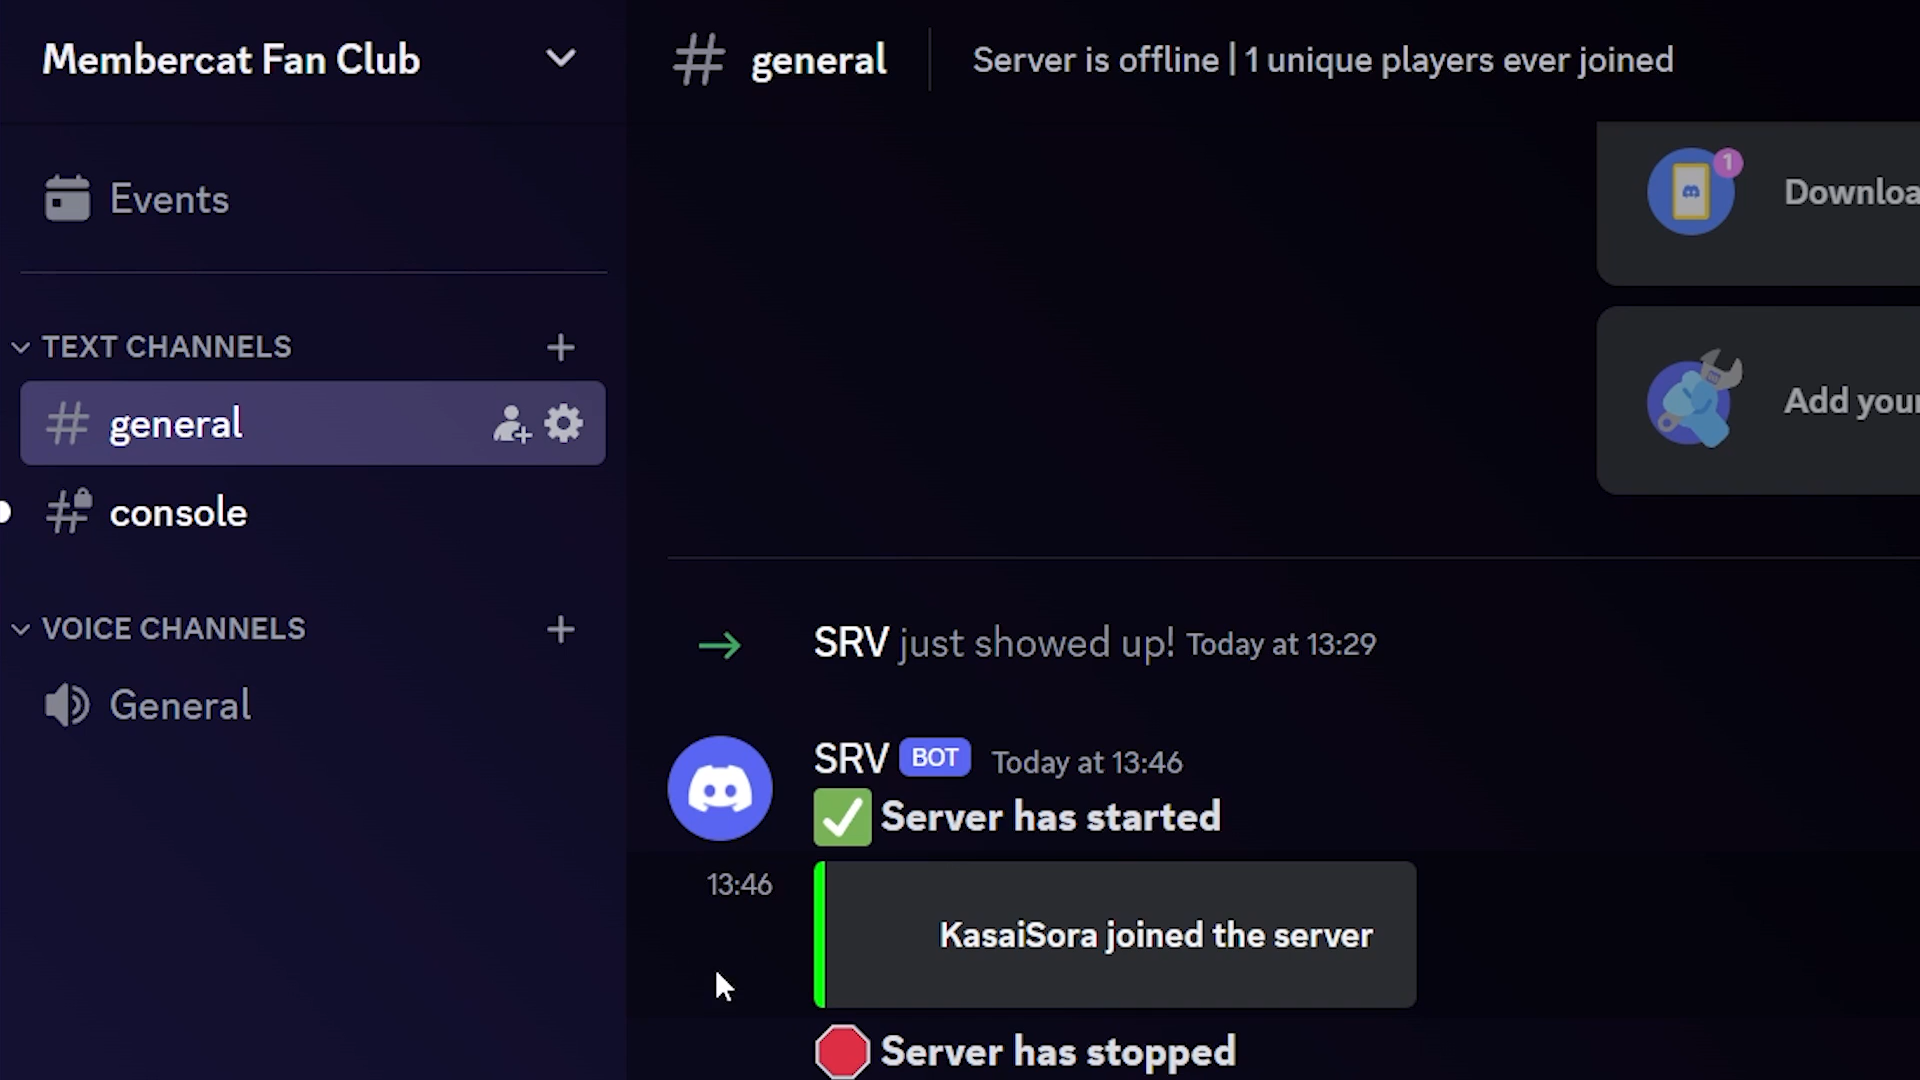 Membercat Fan Club
general
Server is offline | 1 unique players ever joined
Events
1
Downloa
TEXT CHANNELS
general
Add your
console
VOICE CHANNELS
General
SRV just showed up! Today at 13:29
SRV BOT Today at 13:46
Server has started
13:46
KasaiSora joined the server
Server has stopped